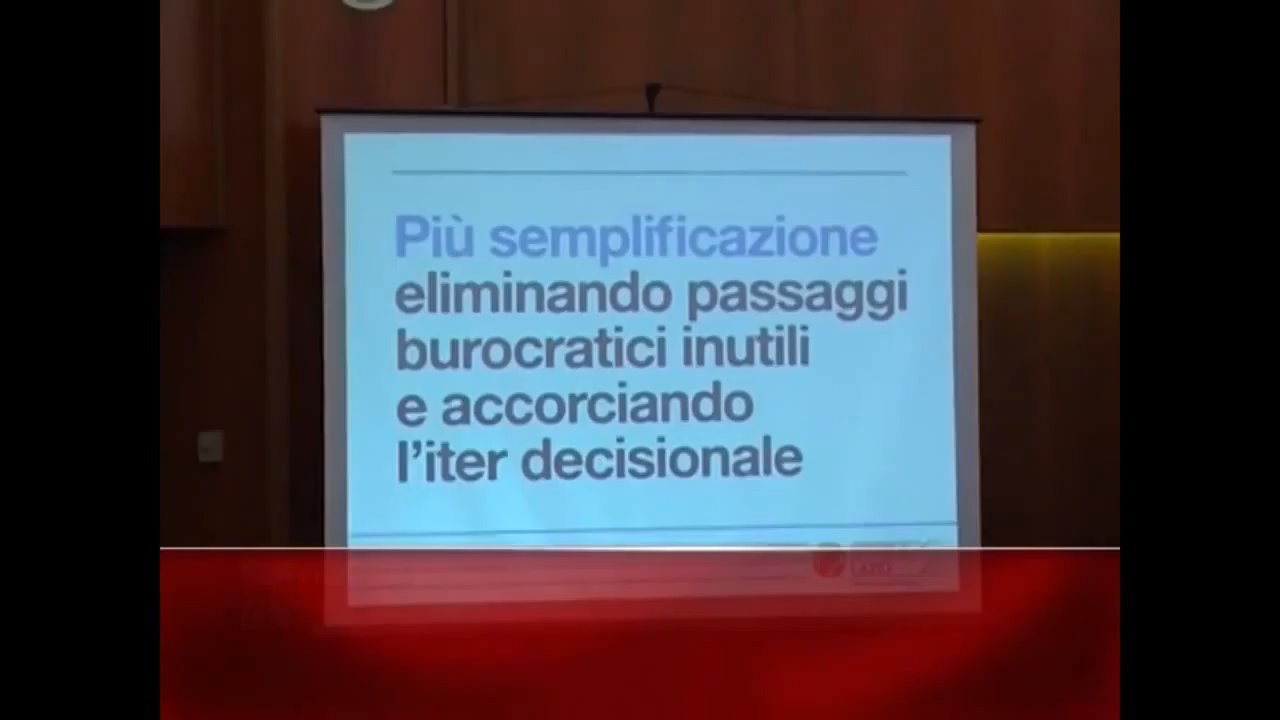 Più semplificazione
eliminando passaggi
burocratici inutili
e accorciando
l'iter decisionale